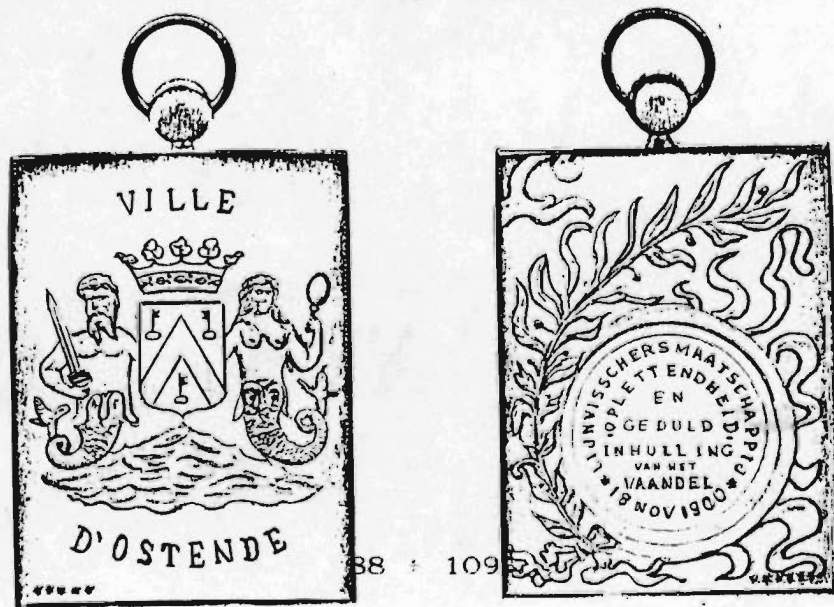 VILLE
D'OSTENDE
88 + 109
LIJNVISSCHERSMAATSCHAPPIJ
"OPLETTENDHEID"
EN
GEDULD
INHULLING
VAN HET
VAANDEL
18 NOV 1900